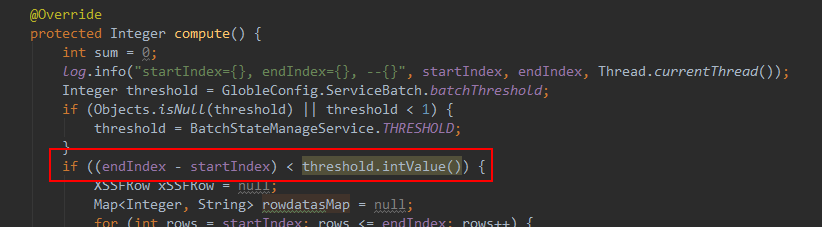 @Override
protected Integer compute() {
int sum = 0;
log.info("startIndex={}, endIndex={}, --{}", startIndex, endIndex, Thread.currentThread());
Integer threshold = GlobleConfig.ServiceBatch.batchThreshold;
if (Objects.isNull(threshold) || threshold < 1) {
threshold = BatchStateManageService.THRESHOLD;
}
if ((endIndex - startIndex) < threshold.intValue()) {
XSSFRow xSSFRow = null;
Map<Integer, String> rowdatasMap = null;
for (int rows = startIndex; rows <= endIndex; rows++) {